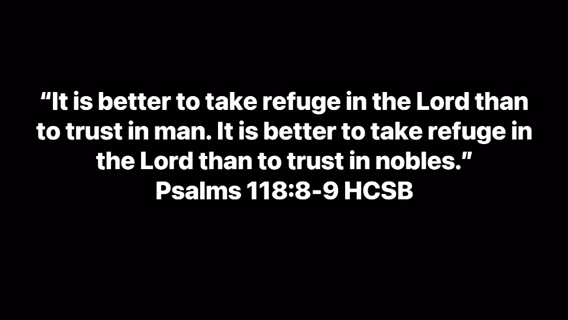 “It is better to take refuge in the Lord than
to trust in man. It is better to take refuge in
the Lord than to trust in nobles.”
Psalms 118:8-9 HCSB